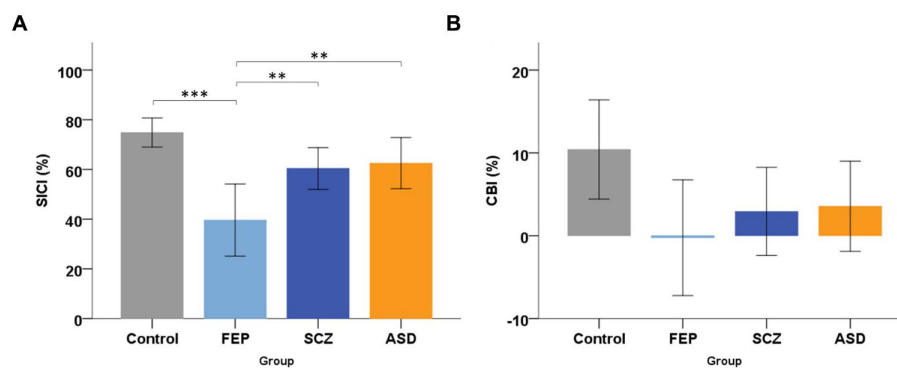 A
SICI (%)
100
80
60
40
20
0
***
**
**
Control FEP SCZ ASD
Group
B
CBI (%)
20
10
0
-10
Control FEP SCZ ASD
Group